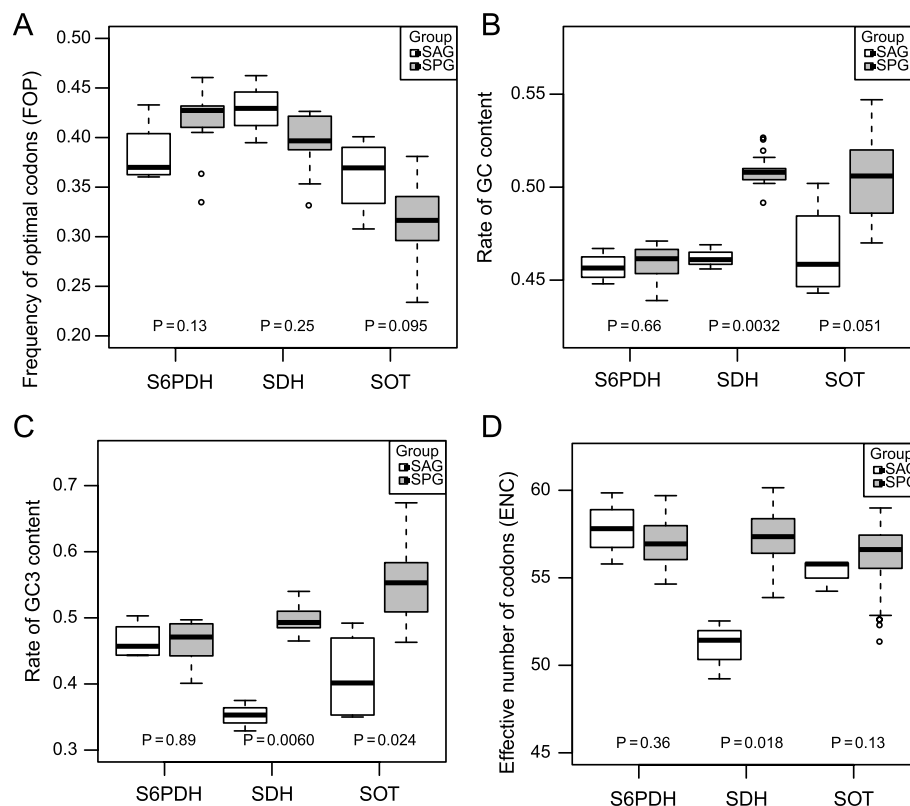 A
Frequency of optimal codons (FOP)
0.50
0.45
0.40
0.35
0.30
0.25
0.20
Group
SAG
SPG
P = 0.13
P = 0.25
P = 0.095
S6PDH
SDH
SOT
B
Rate of GC content
0.55
0.50
0.45
Group
SAG
SPG
P = 0.66
P = 0.0032
P = 0.051
S6PDH
SDH
SOT
C
Rate of GC3 content
0.7
0.6
0.5
0.4
0.3
Group
SAG
SPG
P = 0.89
P = 0.0060
P = 0.024
S6PDH
SDH
SOT
D
Effective number of codons (ENC)
60
55
50
45
Group
SAG
SPG
P = 0.36
P = 0.018
P = 0.13
S6PDH
SDH
SOT